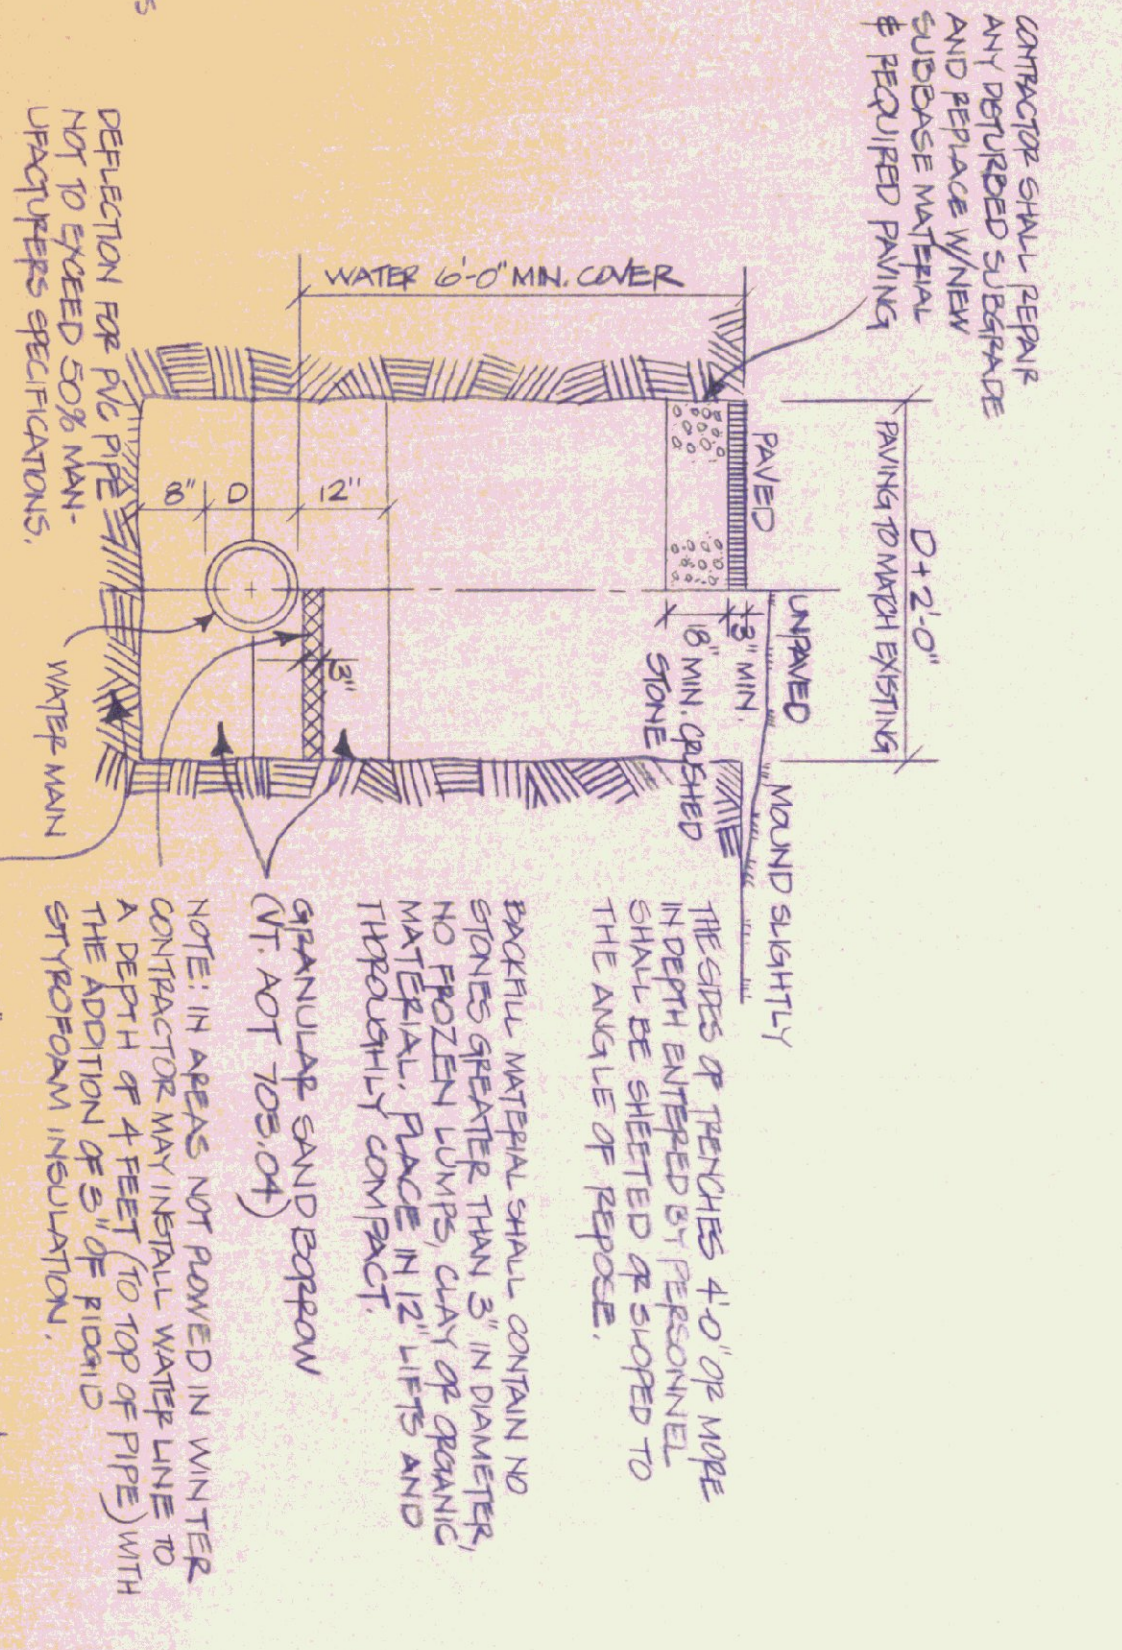 CONTRACTOR SHALL REPAIR
ANY DETURBED SUBGRADE
AND REPLACE W/NEW
SUBBASE MATERIAL
& REQUIRED PAVING
D + 2'-0"
PAVING TO MATCH EXISTING
PAVED
UNPAVED
MOUND SLIGHTLY
WATER 6'-0" MIN. COVER
3" MIN.
18" MIN. CRUSHED
STONE
12"
D
8"
3"
THE SIDES OF TRENCHES 4'-0" OR MORE
IN DEPTH ENTERED BY PERSONNEL
SHALL BE SHEETED OR SLOPED TO
THE ANGLE OF REPOSE.
BACKFILL MATERIAL SHALL CONTAIN NO
STONES GREATER THAN 3" IN DIAMETER,
NO FROZEN LUMPS, CLAY OR ORGANIC
MATERIAL. PLACE IN 12" LIFTS AND
THOROUGHLY COMPACT.
GRANULAR SAND BORROW
(VT. AOT 703.04)
NOTE: IN AREAS NOT PLOWED IN WINTER
CONTRACTOR MAY INSTALL WATER LINE TO
A DEPTH OF 4 FEET (TO TOP OF PIPE) WITH
THE ADDITION OF 3" OF RIDGID
STYROFOAM INSULATION.
WATER MAIN
DEFLECTION FOR PVC PIPE
NOT TO EXCEED 50% MAN-
UFACTURERS SPECIFICATIONS.